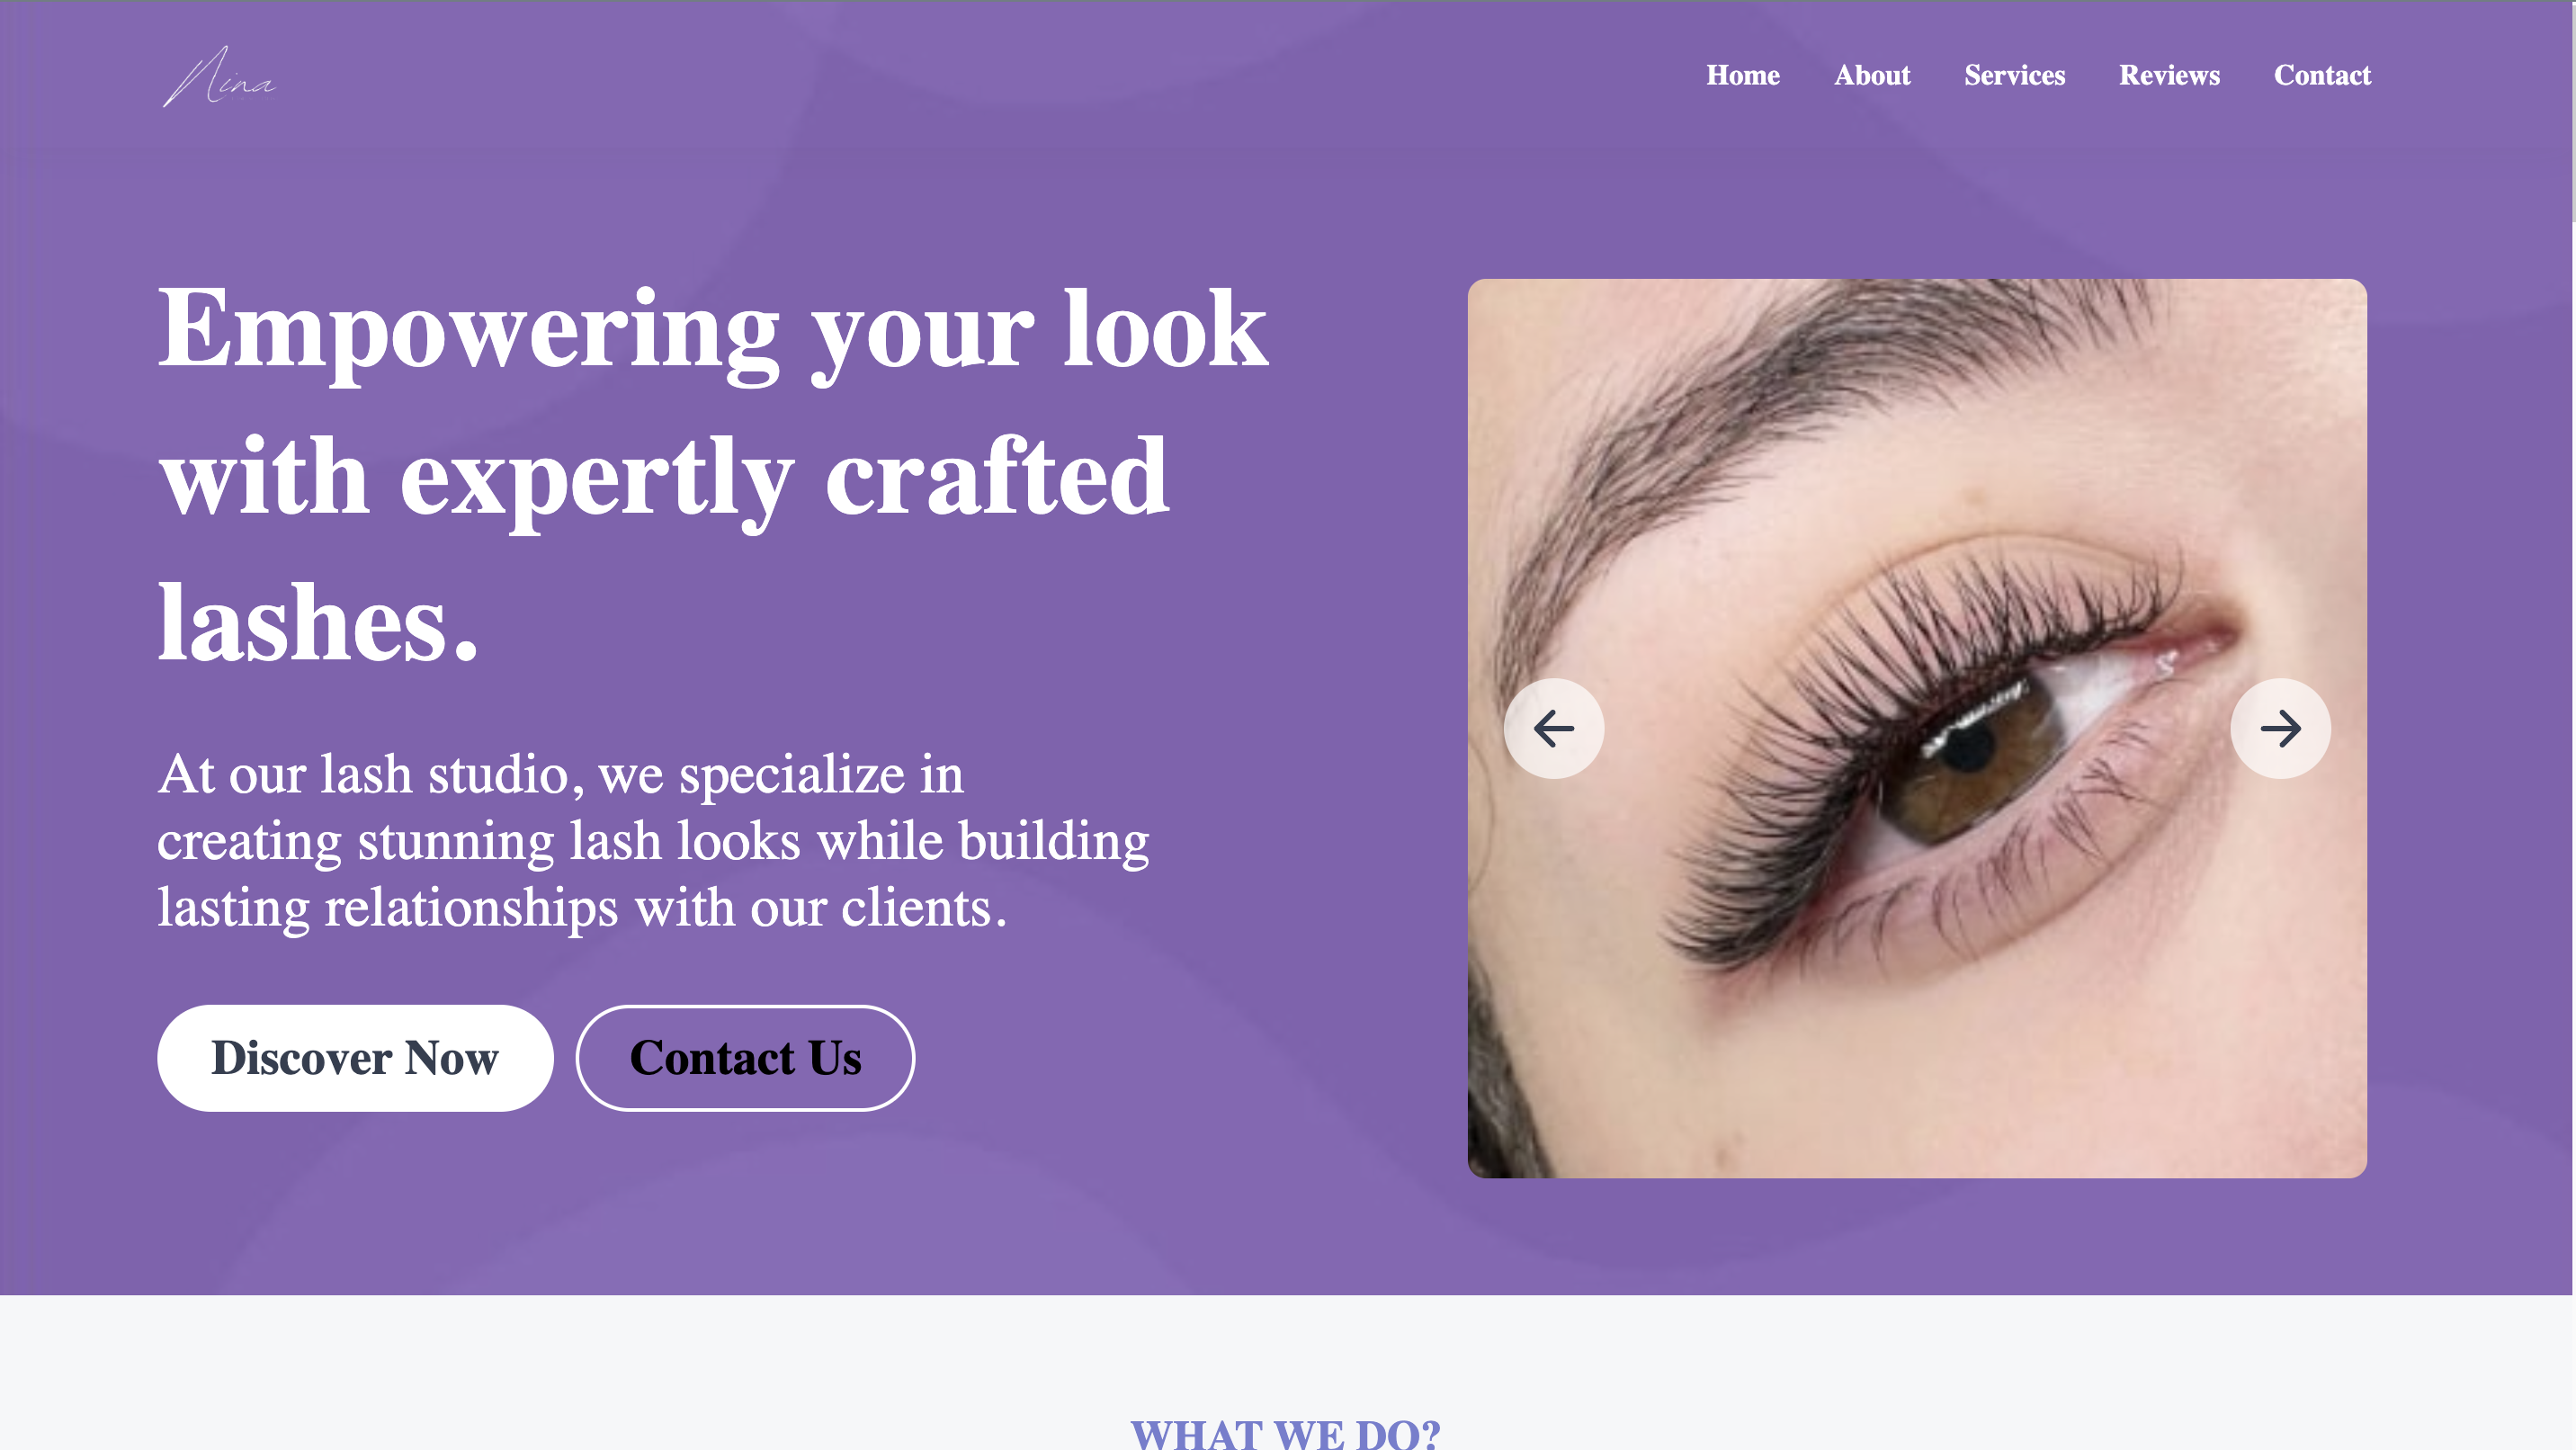 Nina
Home About Services Reviews Contact
Empowering your look
with expertly crafted
lashes.
At our lash studio, we specialize in
creating stunning lash looks while building
lasting relationships with our clients.
Discover Now Contact Us
WHAT WE DO?